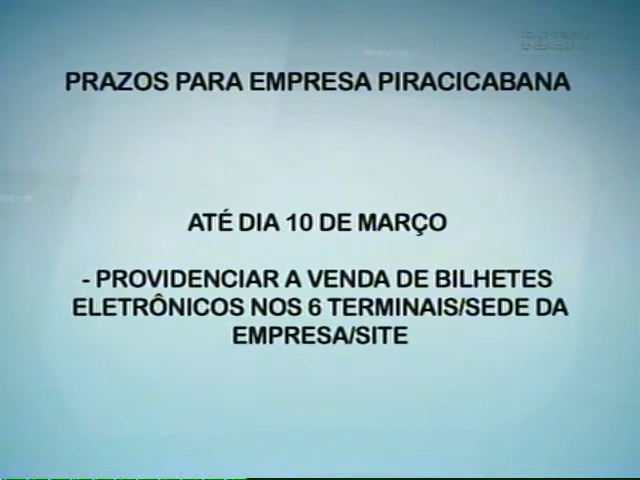 PRAZOS PARA EMPRESA PIRACICABANA
ATÉ DIA 10 DE MARÇO
- PROVIDENCIAR A VENDA DE BILHETES
ELETRÔNICOS NOS 6 TERMINAIS/SEDE DA
EMPRESA/SITE